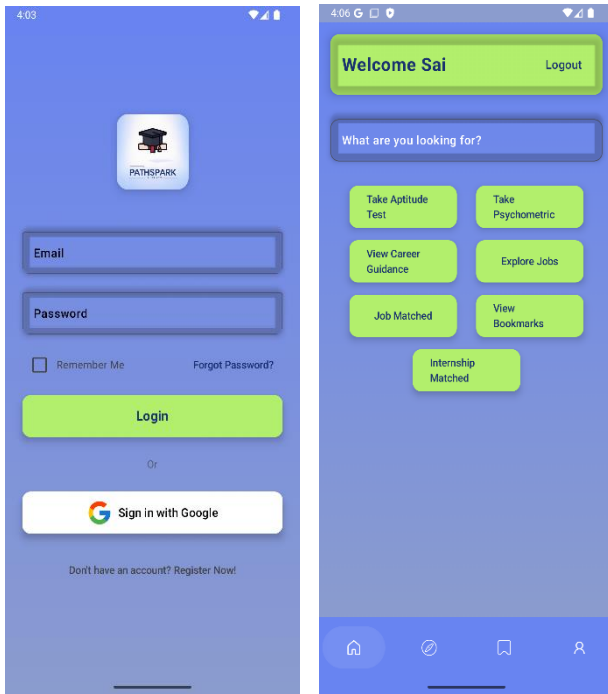 4:03
PATHSPARK
Email
Password
Remember Me
Forgot Password?
Login
Or
Sign in with Google
Don't have an account? Register Now!
4:06 G
Welcome Sai
Logout
What are you looking for?
Take Aptitude
Test
Take
Psychometric
View Career
Guidance
Explore Jobs
Job Matched
View
Bookmarks
Internship
Matched